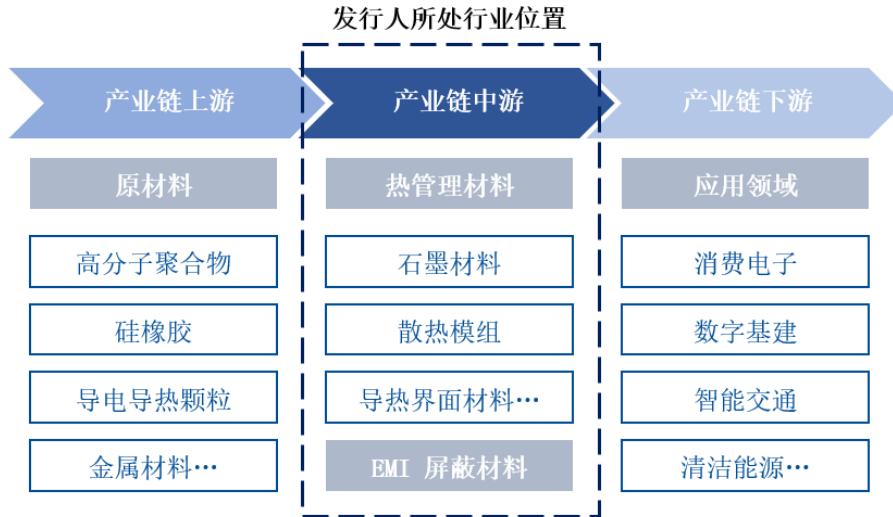 发行人所处行业位置
产业链上游
产业链中游
产业链下游
原材料
热管理材料
应用领域
高分子聚合物
石墨材料
消费电子
硅橡胶
散热模组
数字基建
导电导热颗粒
导热界面材料…
智能交通
金属材料…
EMI 屏蔽材料
清洁能源…